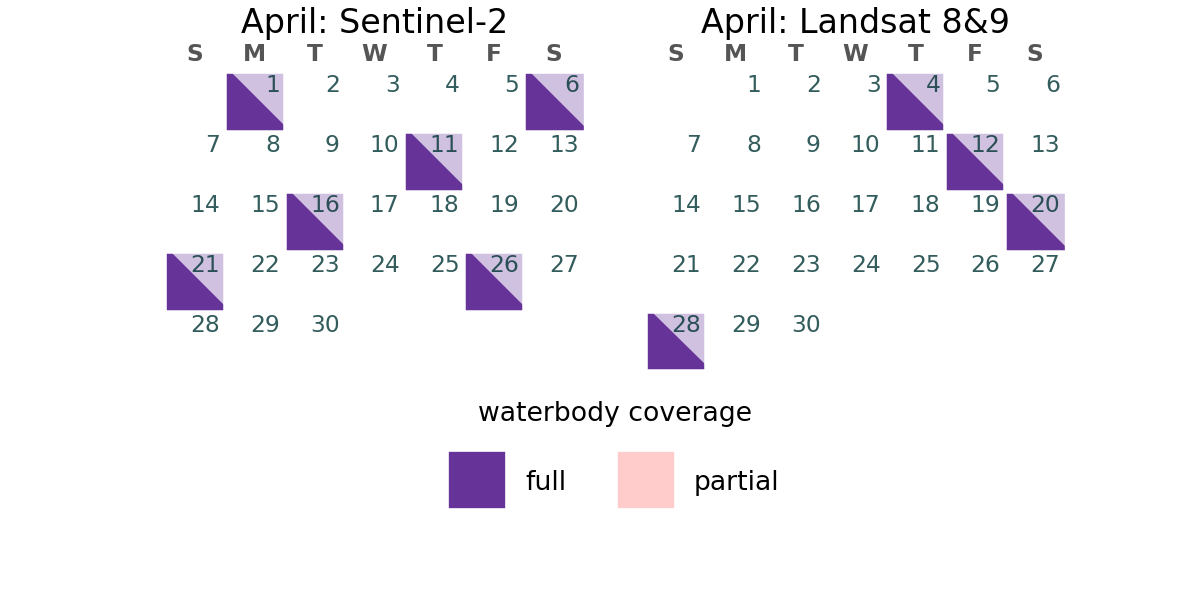 April: Sentinel-2
S M T W T F S
1 2 3 4 5 6
7 8 9 10 11 12 13
14 15 16 17 18 19 20
21 22 23 24 25 26 27
28 29 30
April: Landsat 8&9
S M T W T F S
1 2 3 4 5 6
7 8 9 10 11 12 13
14 15 16 17 18 19 20
21 22 23 24 25 26 27
28 29 30
waterbody coverage
full partial